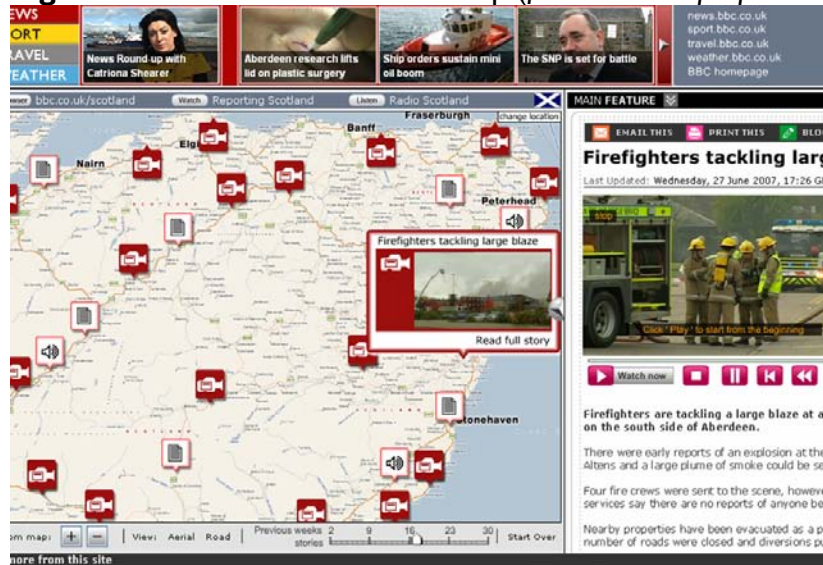 EWS
ORT
RAVEL
EATHER
News Round-up with
Catriona Shearer
Aberdeen research lifts
lid on plastic surgery
Ship orders sustain mini
oil boom
The SNP is set for battle
news.bbc.co.uk
sport.bbc.co.uk
travel.bbc.co.uk
weather.bbc.co.uk
BBC homepage
bbc.co.uk/scotland
Watch Reporting Scotland
Listen Radio Scotland
change location
MAIN FEATURE
Fraserburgh
Banff
Elg
Nairn
Peterhead
EMAIL THIS
PRINT THIS
BLO
Firefighters tackling larg
Last Updated: Wednesday, 27 June 2007, 17:26 G
stop
Click ' Play ' to start from the beginning
Firefighters tackling large blaze
Read full story
Watch now
tonehaven
Firefighters are tackling a large blaze at a
on the south side of Aberdeen.
There were early reports of an explosion at the
Altens and a large plume of smoke could be se
Four fire crews were sent to the scene, howeve
services say there are no reports of anyone be
Nearby properties have been evacuated as a p
number of roads were closed and diversions pu
om map: + − View: Aerial Road Previous weeks stories 2 9 16 23 30 Start Over
more from this site